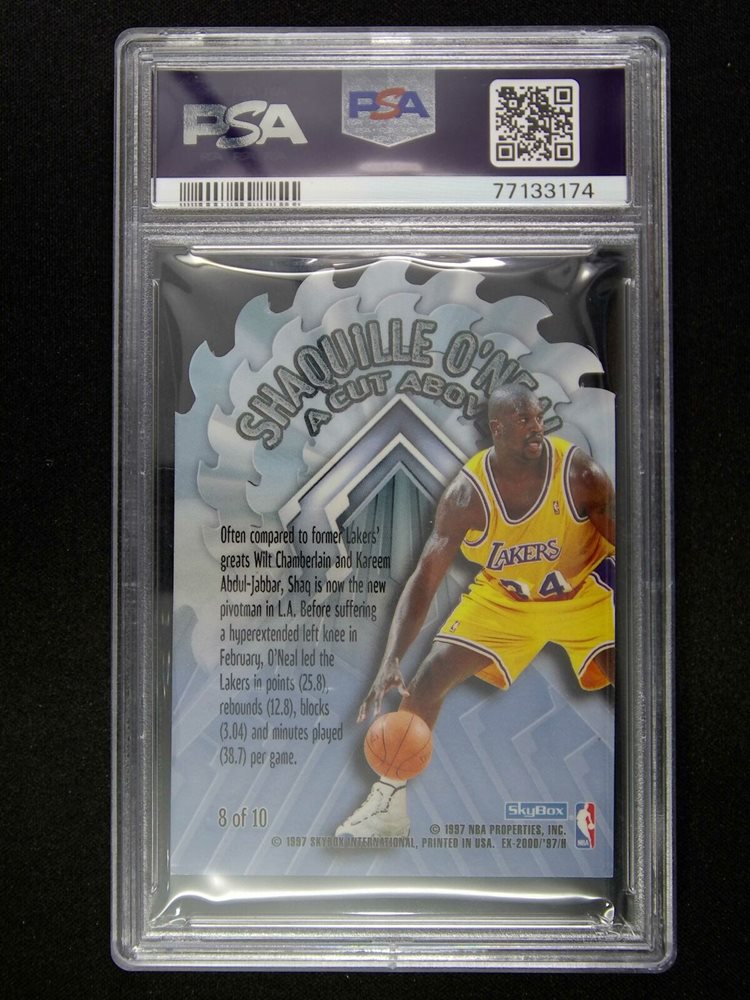 PSA
PSA
77133174
SHAQUILLE O'NEAL
A CUT ABOVE
Often compared to former Lakers'
greats Wilt Chamberlain and Kareem
Abdul-Jabbar, Shaq is now the new
pivotman in L.A. Before suffering
a hyperextended left knee in
February, O'Neal led the
Lakers in points (25.8),
rebounds (12.8), blocks
(3.04) and minutes played
(38.7) per game.
LAKERS
34
8 of 10
SkyBox
NBA
© 1997 NBA PROPERTIES, INC.
© 1997 SKYBOX INTERNATIONAL, PRINTED IN USA. EX-2000/'97/H